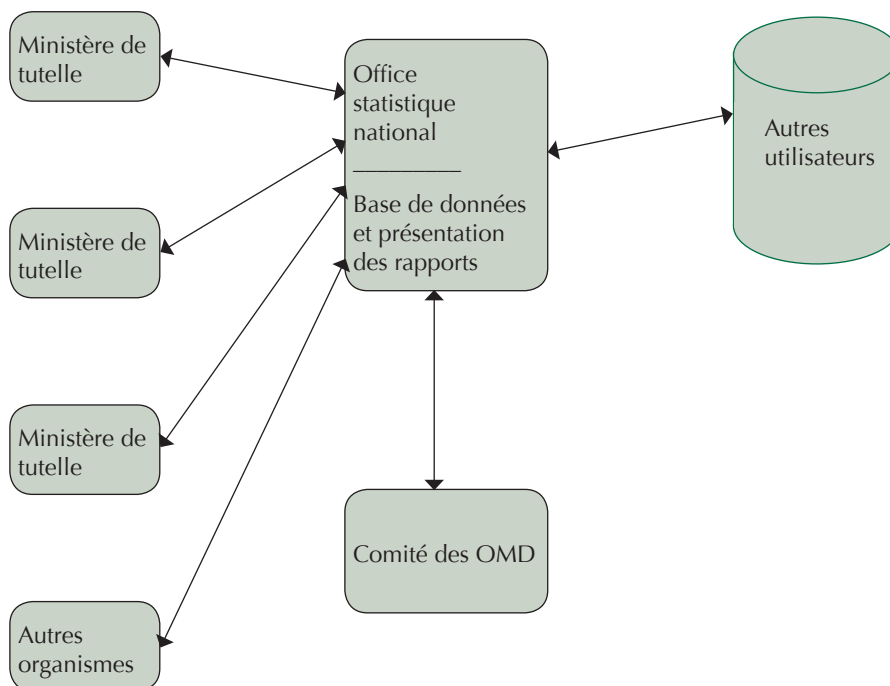 Ministère de
tutelle
Ministère de
tutelle
Ministère de
tutelle
Autres
organismes
Office
statistique
national
Base de données
et présentation
des rapports
Comité des OMD
Autres
utilisateurs